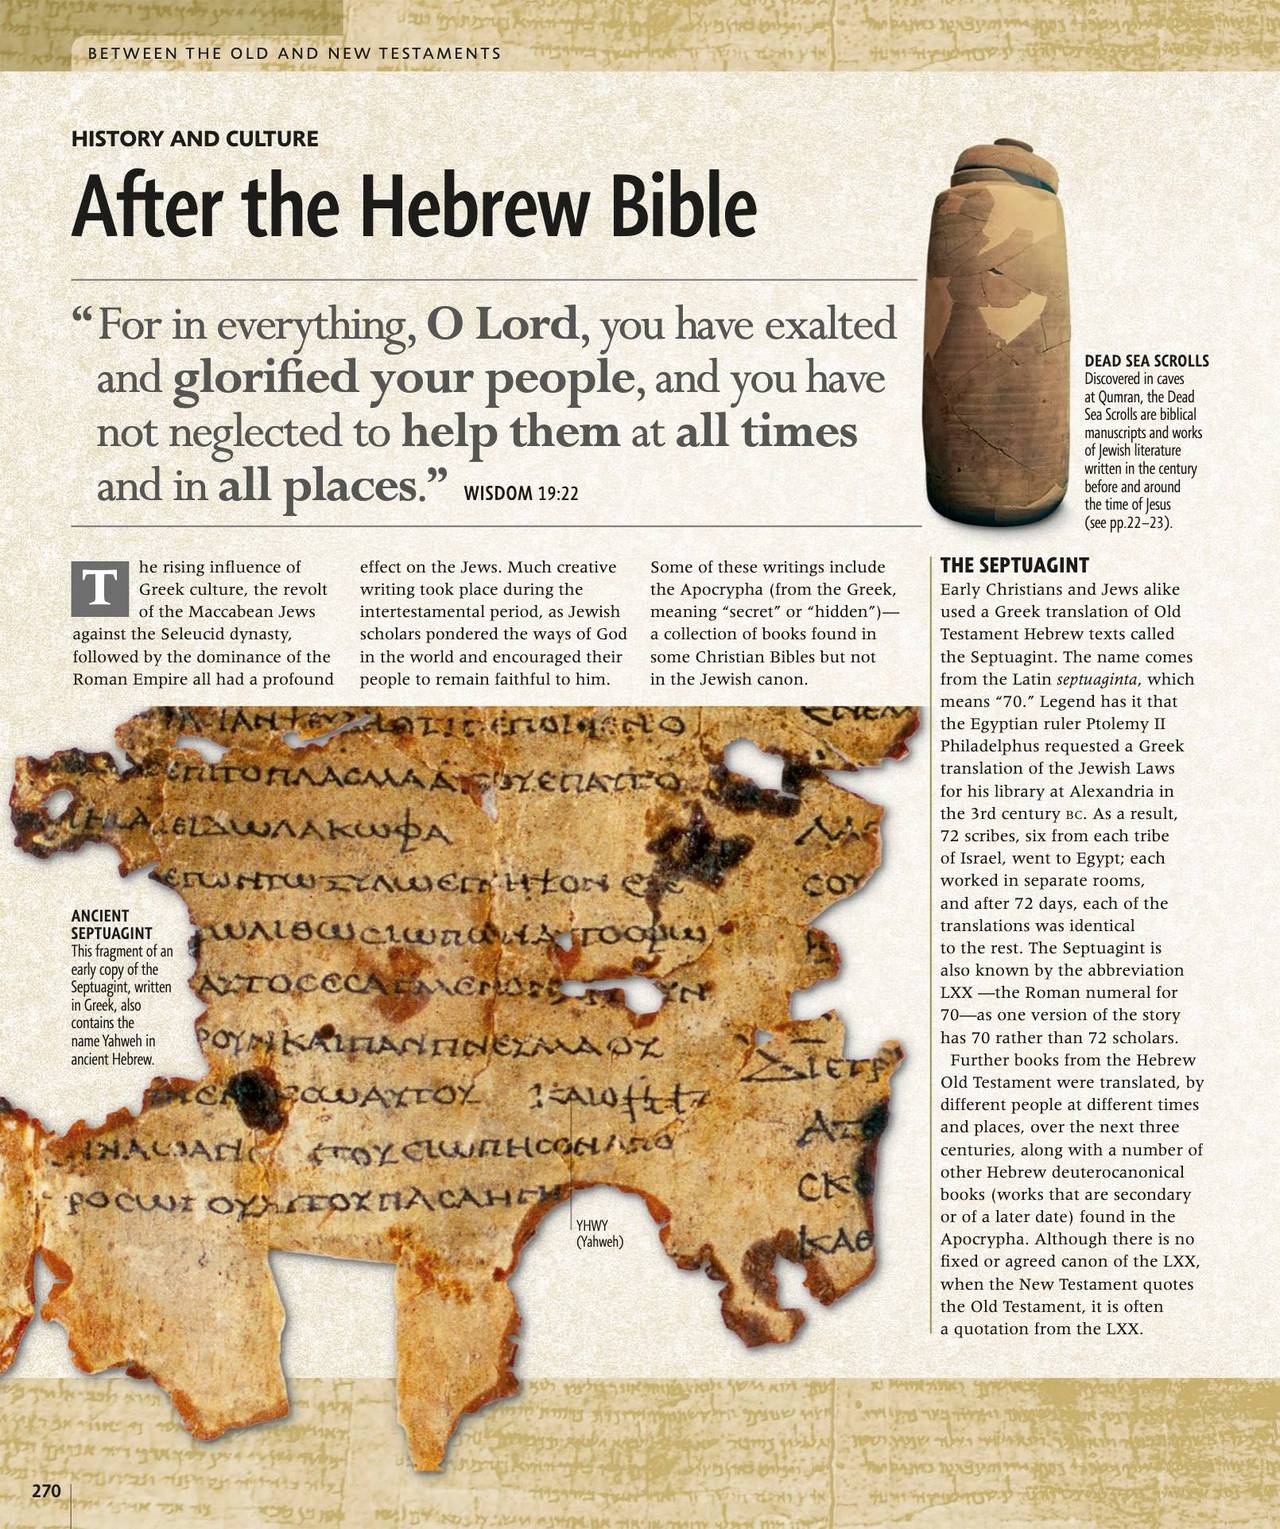 BETWEEN THE OLD AND NEW TESTAMENTS
HISTORY AND CULTURE
After the Hebrew Bible
“For in everything, O Lord, you have exalted
and glorified your people, and you have
not neglected to help them at all times
and in all places.” WISDOM 19:22
DEAD SEA SCROLLS
Discovered in caves
at Qumran, the Dead
Sea Scrolls are biblical
manuscripts and works
of Jewish literature
written in the century
before and around
the time of Jesus
(see pp.22–23).
The rising influence of
Greek culture, the revolt
of the Maccabean Jews
against the Seleucid dynasty,
followed by the dominance of the
Roman Empire all had a profound
effect on the Jews. Much creative
writing took place during the
intertestamental period, as Jewish
scholars pondered the ways of God
in the world and encouraged their
people to remain faithful to him.
Some of these writings include
the Apocrypha (from the Greek,
meaning “secret” or “hidden”)—
a collection of books found in
some Christian Bibles but not
in the Jewish canon.
THE SEPTUAGINT
Early Christians and Jews alike
used a Greek translation of Old
Testament Hebrew texts called
the Septuagint. The name comes
from the Latin septuaginta, which
means “70.” Legend has it that
the Egyptian ruler Ptolemy II
Philadelphus requested a Greek
translation of the Jewish Laws
for his library at Alexandria in
the 3rd century BC. As a result,
72 scribes, six from each tribe
of Israel, went to Egypt; each
worked in separate rooms,
and after 72 days, each of the
translations was identical
to the rest. The Septuagint is
also known by the abbreviation
LXX —the Roman numeral for
70—as one version of the story
has 70 rather than 72 scholars.
Further books from the Hebrew
Old Testament were translated, by
different people at different times
and places, over the next three
centuries, along with a number of
other Hebrew deuterocanonical
books (works that are secondary
or of a later date) found in the
Apocrypha. Although there is no
fixed or agreed canon of the LXX,
when the New Testament quotes
the Old Testament, it is often
a quotation from the LXX.
ANCIENT
SEPTUAGINT
This fragment of an
early copy of the
Septuagint, written
in Greek, also
contains the
name Yahweh in
ancient Hebrew.
YHWY
(Yahweh)
270